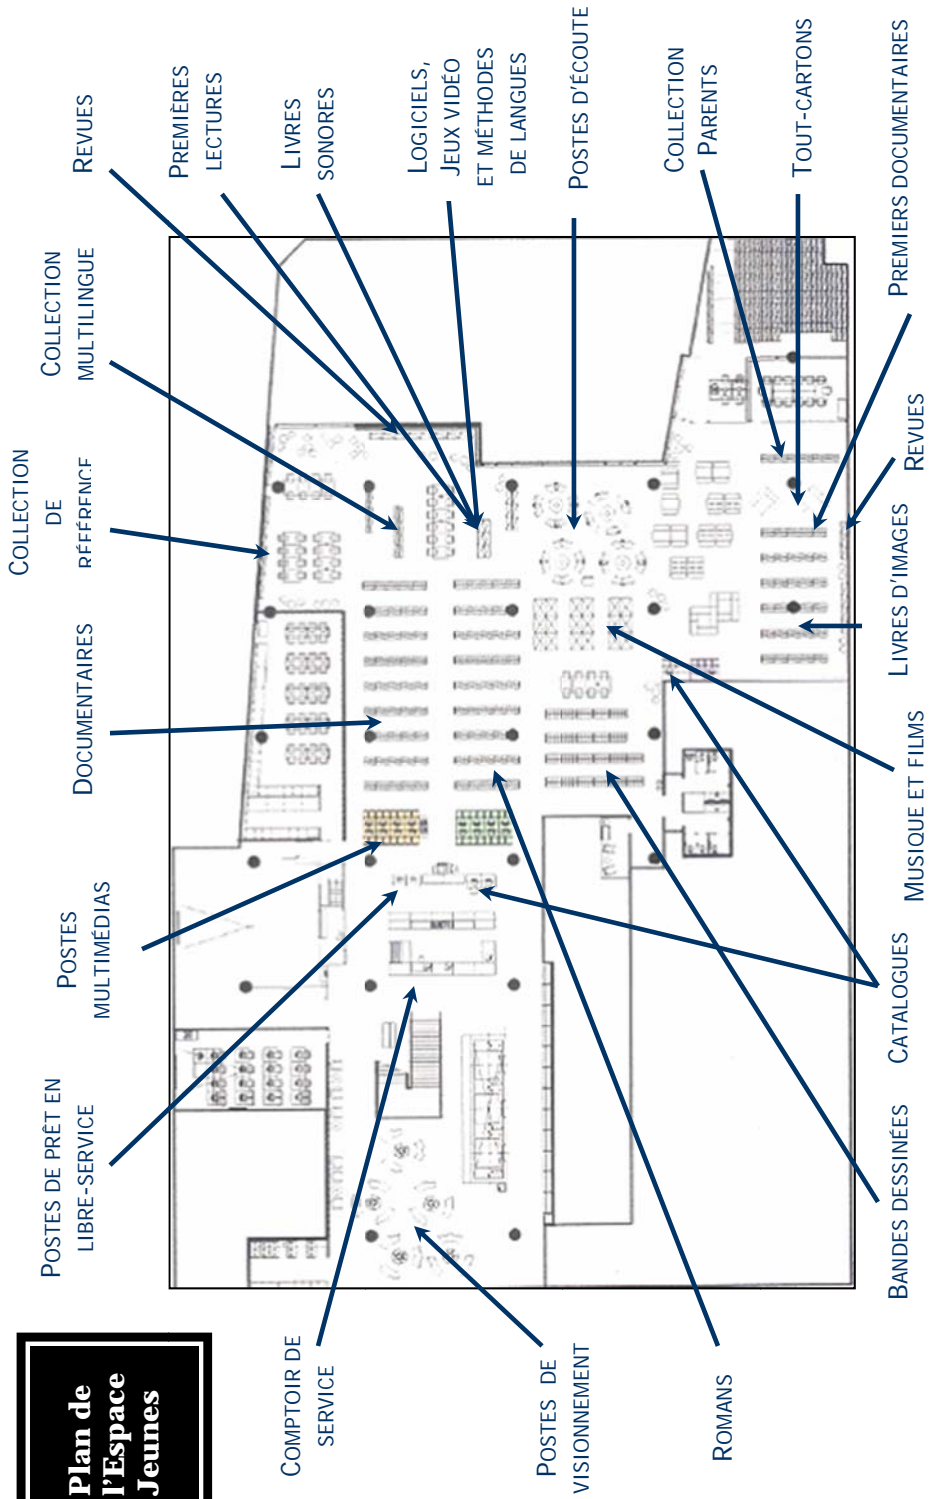 Plan de
l'Espace
Jeunes
POSTES DE PRÊT EN
LIBRE-SERVICE
POSTES
MULTIMÉDIAS
DOCUMENTAIRES
COLLECTION
DE
RÉFÉRENCE
COLLECTION
MULTILINGUE
REVUES
PREMIÈRES
LECTURES
LIVRES
SONORES
LOGICIELS,
JEUX VIDÉO
ET MÉTHODES
DE LANGUES
POSTES D'ÉCOUTE
COLLECTION
PARENTS
TOUT-CARTONS
PREMIERS DOCUMENTAIRES
COMPTOIR DE
SERVICE
POSTES DE
VISIONNEMENT
ROMANS
BANDES DESSINÉES
CATALOGUES
MUSIQUE ET FILMS
LIVRES D'IMAGES
REVUES